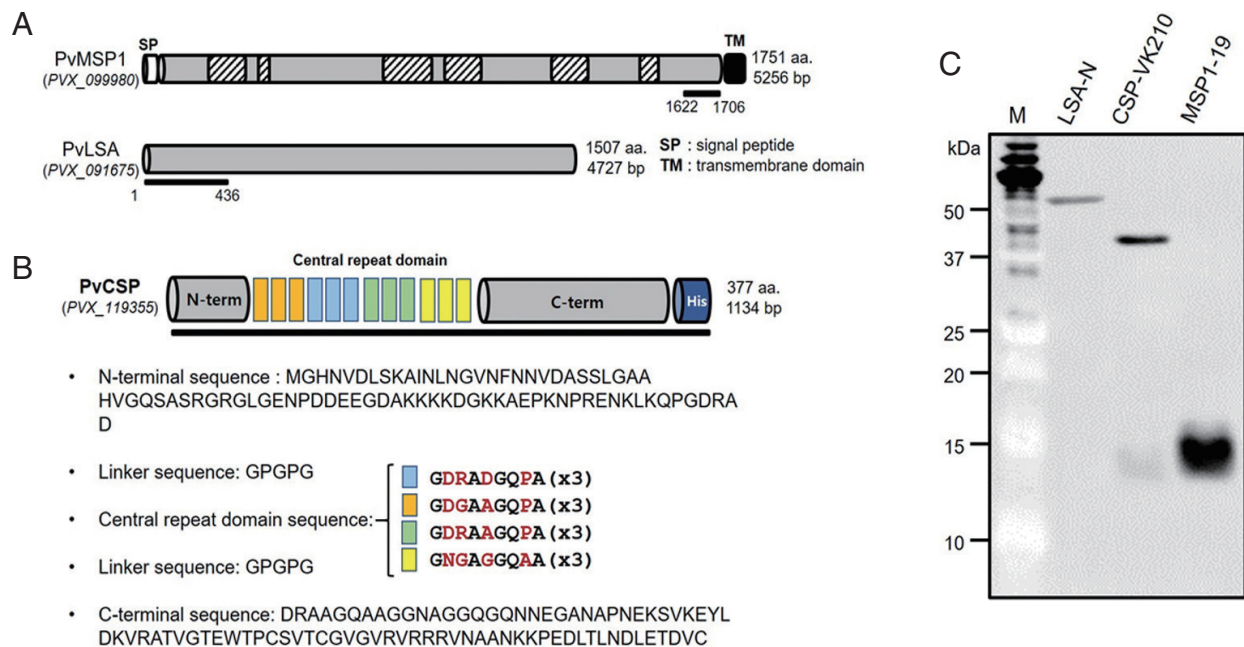 A
PvMSP1
(PVX_099980)
SP
TM
1751 aa.
5256 bp
1622 1706
PvLSA
(PVX_091675)
1507 aa.
4727 bp
SP : signal peptide
TM : transmembrane domain
1 436
B
Central repeat domain
PvCSP
(PVX_119355)
N-term
C-term
His
377 aa.
1134 bp
• N-terminal sequence : MGHNVDLSKAINLNGVNFNNVDASSLGAA
HVGQSASRGRGLGENPDDEEGDAKKKKDGKKAEPKNPRENKLKQPGDRA
D
• Linker sequence: GPGPG
• Central repeat domain sequence:
• Linker sequence: GPGPG
GDRADGQPA(x3)
GDGAAGQPA(x3)
GDRAAGQPA(x3)
GNGAGGQAA(x3)
• C-terminal sequence: DRAAGQAAGGNAGGQGQNNEGANAPNEKSVKEYL
DKVRATVGTEWTPCSVTCGVGVRVRRRVNAANKKPEDLTLNDLETDVC
C
M
LSA-N
CSP-VK210
MSP1-19
kDa
50
37
25
20
15
10